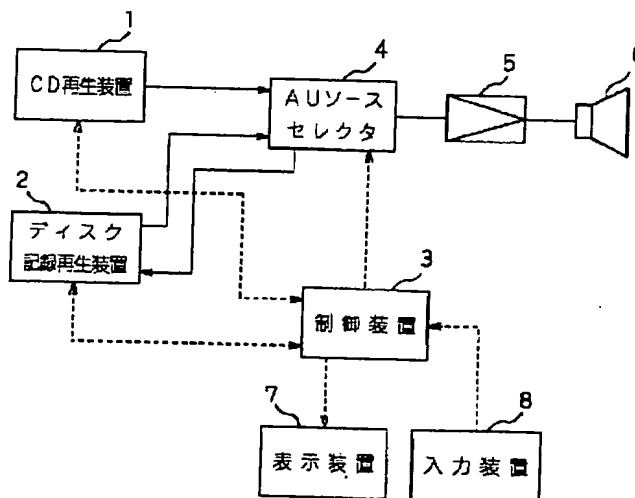 1
CD再生装置
4
AUソース
セレクタ
5
6
2
ディスク
記録再生装置
3
制御装置
7
表示装置
8
入力装置